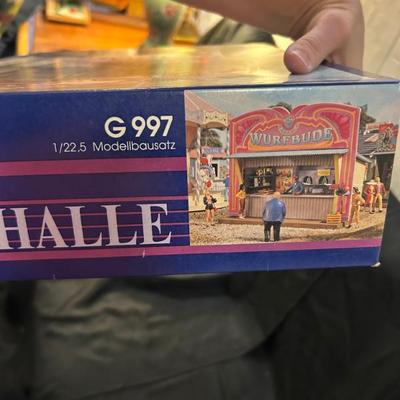 G 997
1/22,5 Modellbausatz
HALLE
WURFBUDE